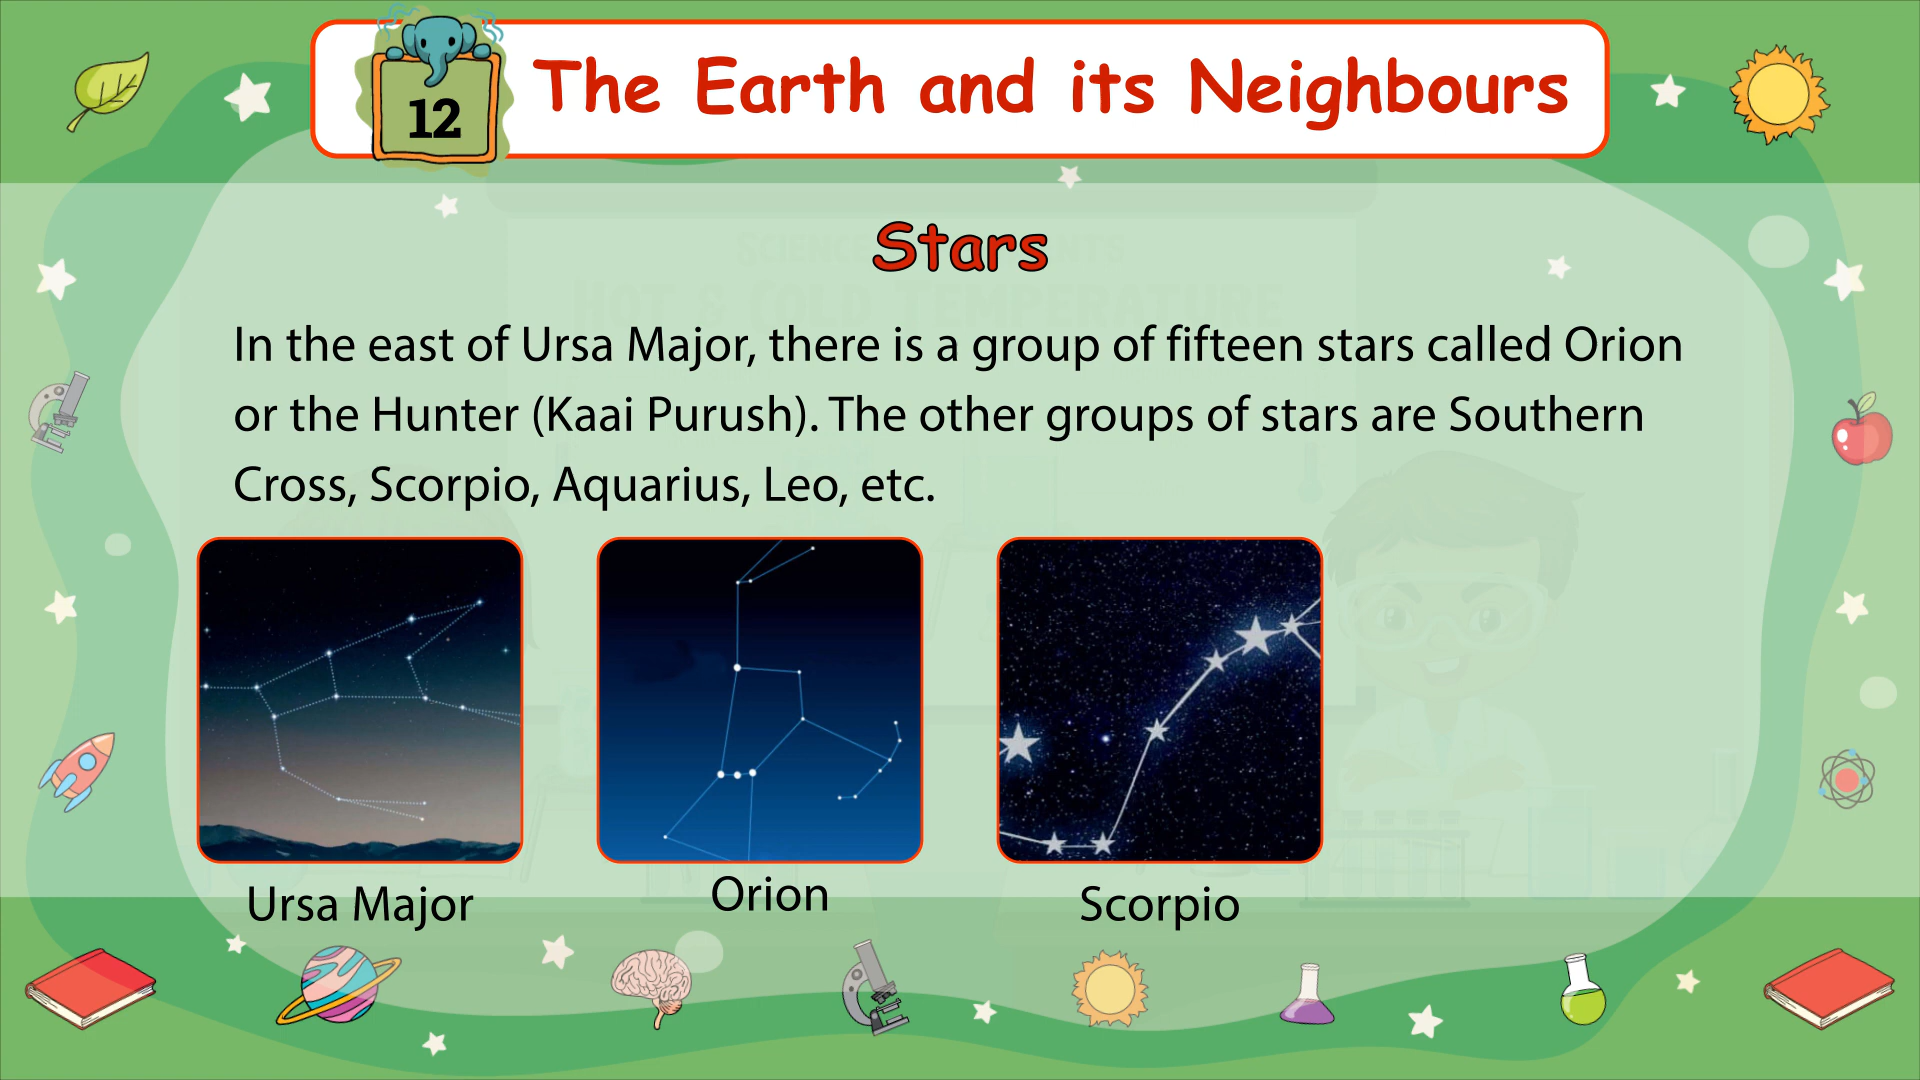 12
The Earth and its Neighbours
Stars
In the east of Ursa Major, there is a group of fifteen stars called Orion
or the Hunter (Kaai Purush). The other groups of stars are Southern
Cross, Scorpio, Aquarius, Leo, etc.
Ursa Major
Orion
Scorpio